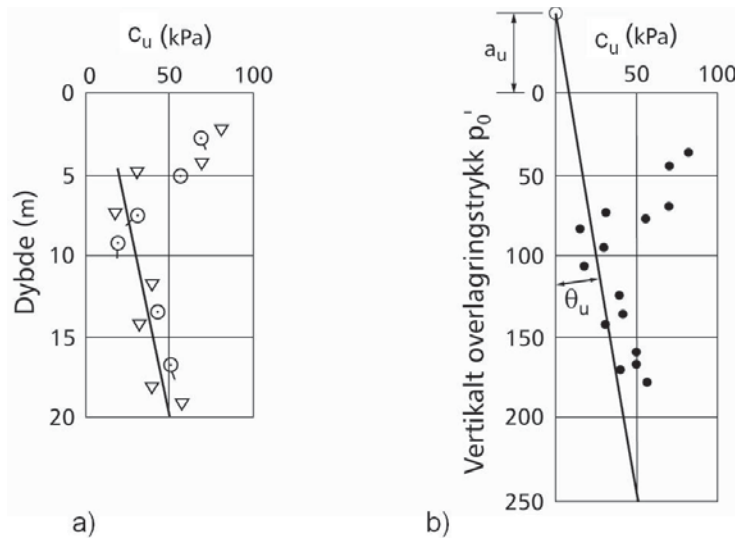 c_u (kPa)
0 50 100
0
5
10
15
20
Dybde (m)
a)
a_u
c_u (kPa)
50 100
0
50
100
150
200
250
Vertikalt overlagringstrykk p_0'
θ_u
b)